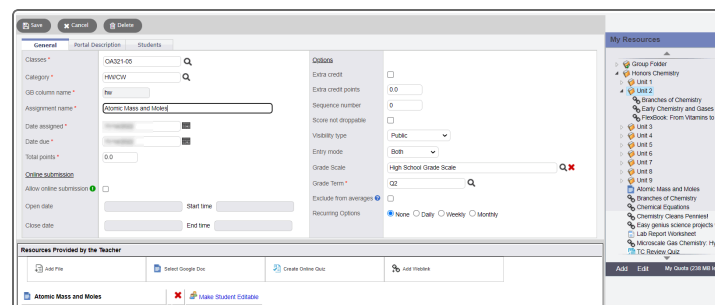 Save Cancel Delete
General Portal Description Students
Classes * OA321-05
Category * HW/CW
GB column name * hw
Assignment name * Atomic Mass and Moles
Date assigned *
Date due *
Total points * 0.0
Online submission
Allow online submission
Open date Start time
Close date End time
Options
Extra credit
Extra credit points 0.0
Sequence number 0
Score not droppable
Visibility type Public
Entry mode Both
Grade Scale High School Grade Scale
Grade Term * Q2
Exclude from averages
Recurring Options None Daily Weekly Monthly
Resources Provided by the Teacher
Add File Select Google Doc Create Online Quiz Add Weblink
Atomic Mass and Moles Make Student Editable
My Resources
Group Folder
Honors Chemistry
Unit 1
Unit 2
Branches of Chemistry
Early Chemistry and Gases
FlexBook: From Vitamins to
Unit 3
Unit 4
Unit 5
Unit 6
Unit 7
Unit 8
Unit 9
Atomic Mass and Moles
Branches of Chemistry
Chemical Equations
Chemistry Cleans Pennies!
Easy genius science projects
Lab Report Worksheet
Microscale Gas Chemistry: Hy
TC Review Quiz
Add Edit My Quota (238 MB